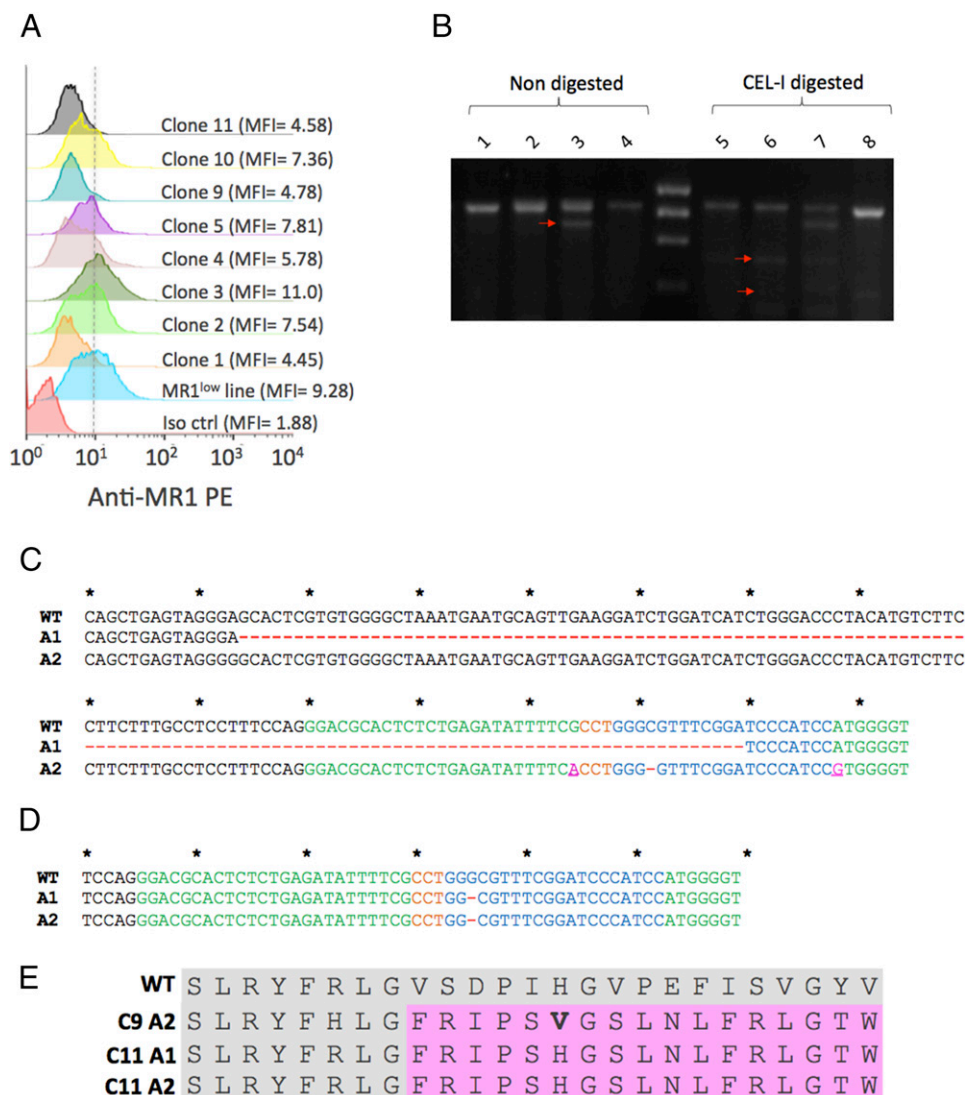 A
Clone 11 (MFI= 4.58)
Clone 10 (MFI= 7.36)
Clone 9 (MFI= 4.78)
Clone 5 (MFI= 7.81)
Clone 4 (MFI= 5.78)
Clone 3 (MFI= 11.0)
Clone 2 (MFI= 7.54)
Clone 1 (MFI= 4.45)
MR1low line (MFI= 9.28)
Iso ctrl (MFI= 1.88)
10⁰ 10¹ 10² 10³ 10⁴
Anti-MR1 PE
B
Non digested CEL-I digested
1 2 3 4 5 6 7 8
C
* * * * * * * *
WT CAGCTGAGTAGGGAGCACTCGTGTGGGGCTAAATGAATGCAGTTGAAGGATCTGGATCATCTGGGACCCTACATGTCTTC
A1 CAGCTGAGTAGGGA------------------------------------------------------------------
A2 CAGCTGAGTAGGGGGCACTCGTGTGGGGCTAAATGAATGCAGTTGAAGGATCTGGATCATCTGGGACCCTACATGTCTTC
* * * * * * * *
WT CTTCTTTGCCTCCTTTCCAGGGACGCACTCTCTGAGATATTTTCGCCTGGGCGTTTCGGATCCCATCCATGGGGT
A1 ------------------------------------------------------------TCCCATCCATGGGGT
A2 CTTCTTTGCCTCCTTTCCAGGGACGCACTCTCTGAGATATTTTCACCTGGG-GTTTCGGATCCCATCCGTGGGGT
D
* * * * * * *
WT TCCAGGGACGCACTCTCTGAGATATTTTCGCCTGGGCGTTTCGGATCCCATCCATGGGGT
A1 TCCAGGGACGCACTCTCTGAGATATTTTCGCCTGG-CGTTTCGGATCCCATCCATGGGGT
A2 TCCAGGGACGCACTCTCTGAGATATTTTCGCCTGG-CGTTTCGGATCCCATCCATGGGGT
E
WT S L R Y F R L G V S D P I H G V P E F I S V G Y V
C9 A2 S L R Y F H L G F R I P S V G S L N L F R L G T W
C11 A1 S L R Y F R L G F R I P S H G S L N L F R L G T W
C11 A2 S L R Y F R L G F R I P S H G S L N L F R L G T W